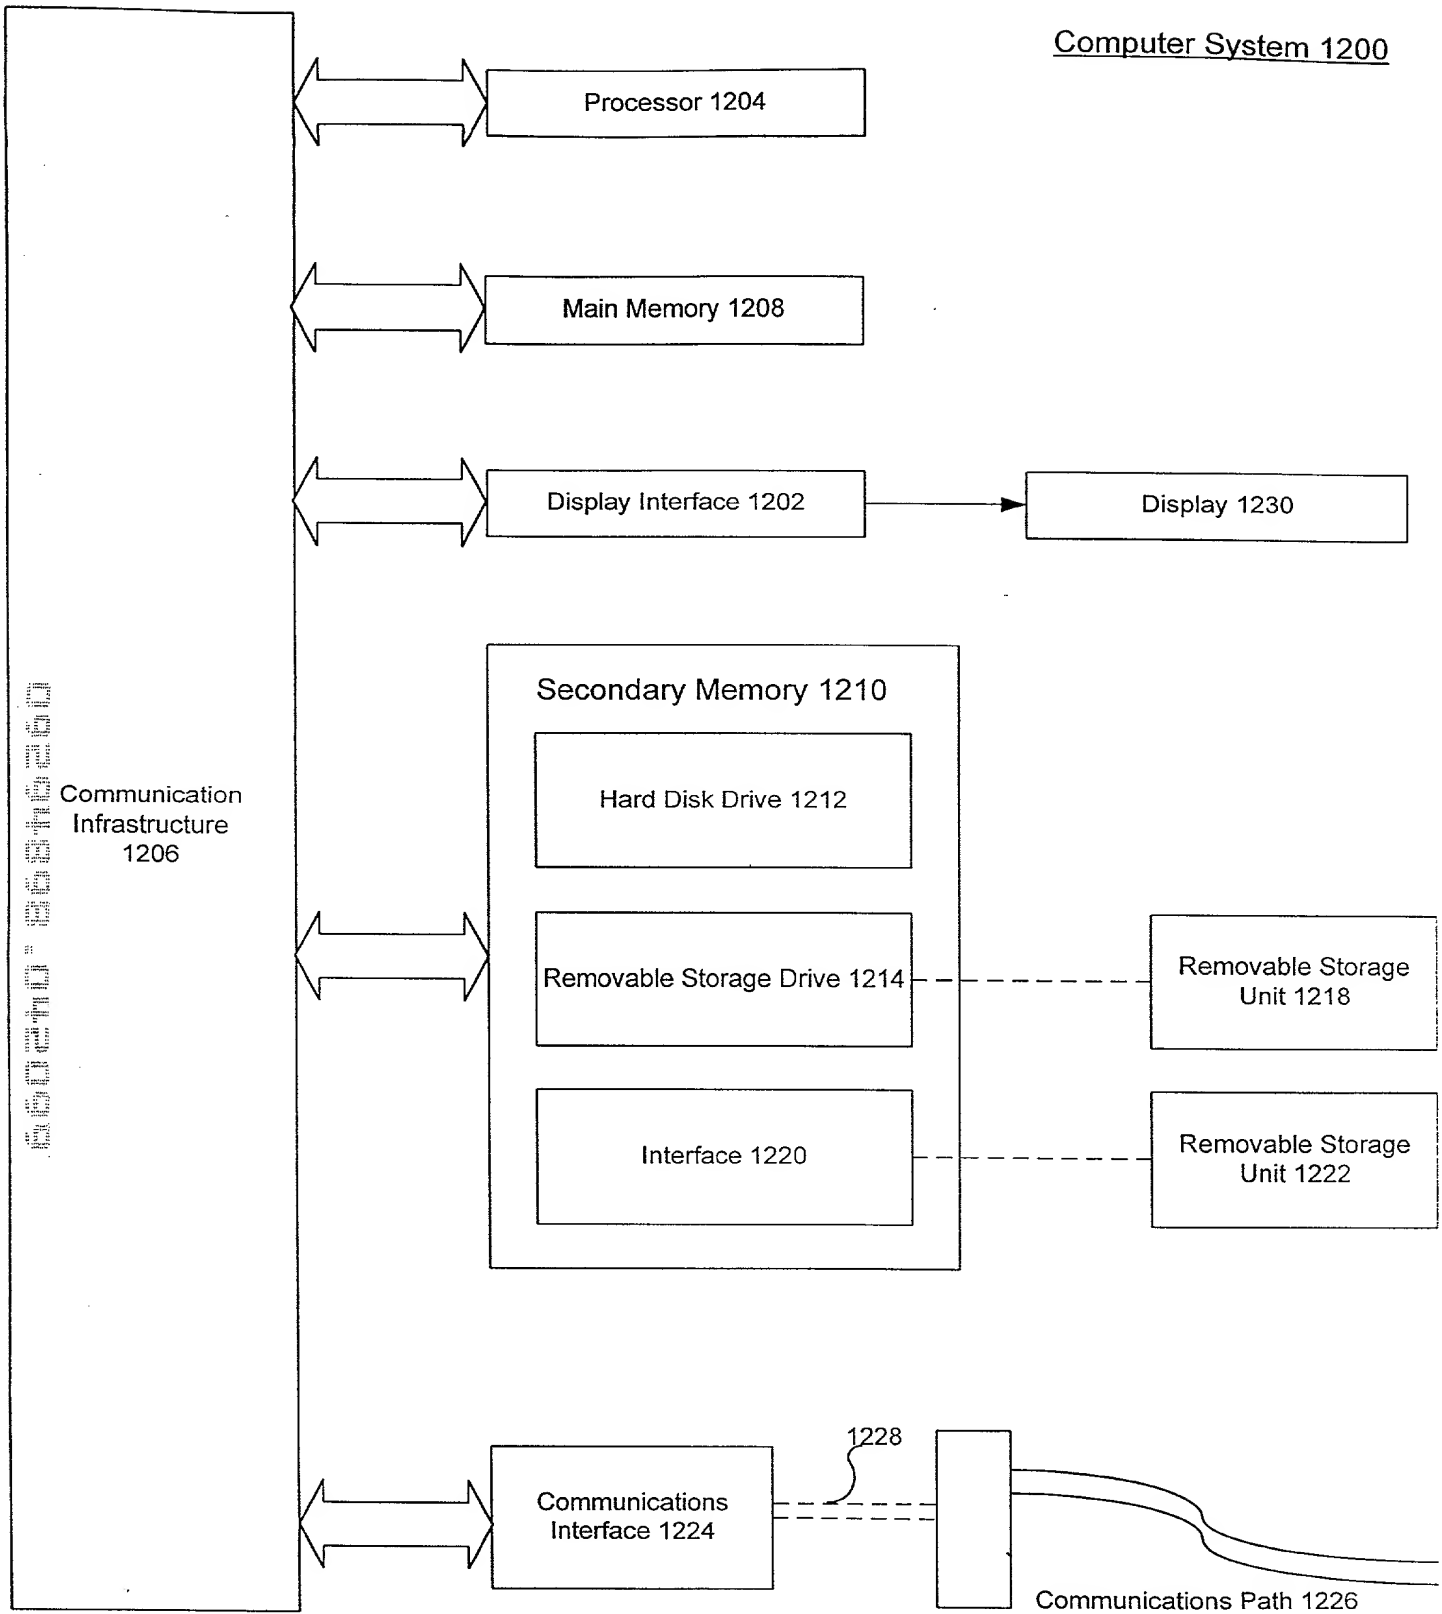 Computer System 1200
Processor 1204
Main Memory 1208
Display Interface 1202
Display 1230
Secondary Memory 1210
Hard Disk Drive 1212
Communication
Infrastructure
1206
Removable Storage Drive 1214
Removable Storage
Unit 1218
Interface 1220
Removable Storage
Unit 1222
1228
Communications
Interface 1224
Communications Path 1226